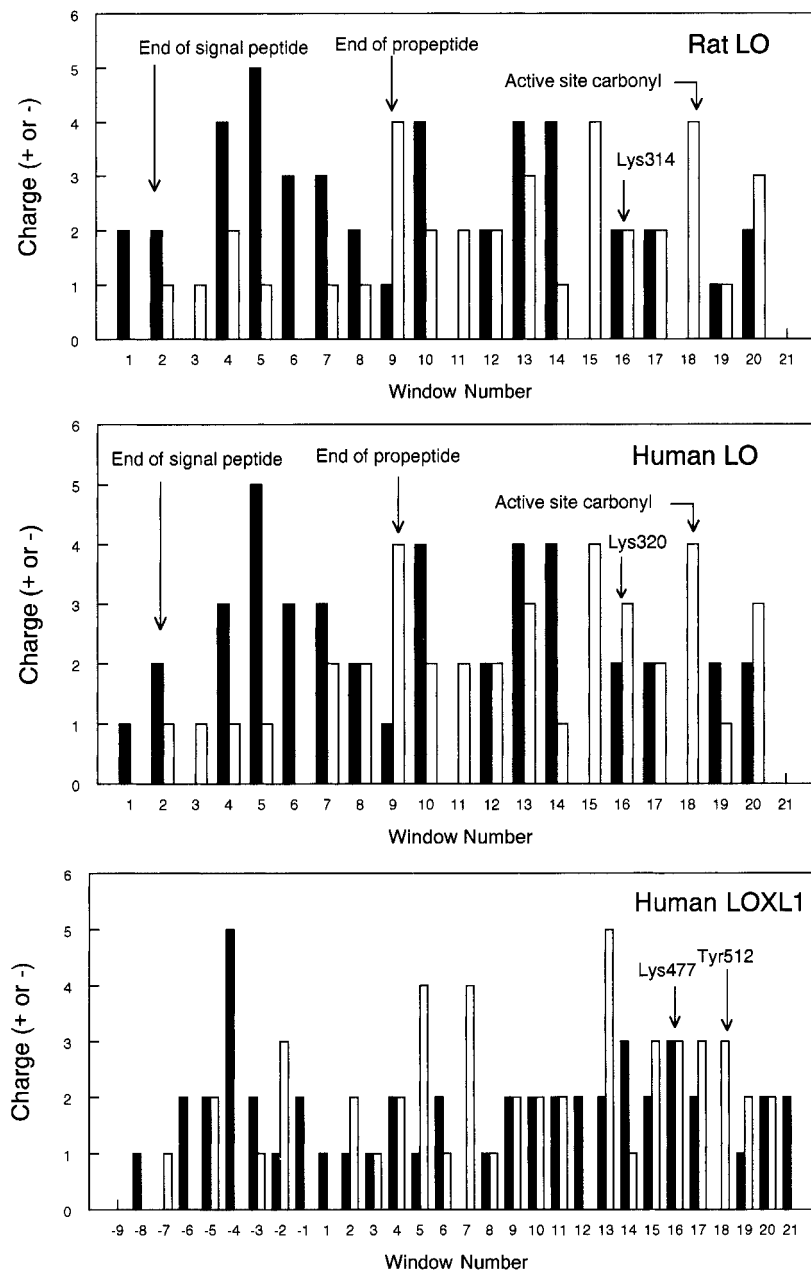 Rat LO
End of signal peptide
End of propeptide
Active site carbonyl
Lys314
Charge (+ or -)
6
5
4
3
2
1
0
1 2 3 4 5 6 7 8 9 10 11 12 13 14 15 16 17 18 19 20 21
Window Number
Human LO
End of signal peptide
End of propeptide
Active site carbonyl
Lys320
Charge (+ or -)
6
5
4
3
2
1
0
1 2 3 4 5 6 7 8 9 10 11 12 13 14 15 16 17 18 19 20 21
Window Number
Human LOXL1
Lys477
Tyr512
Charge (+ or -)
6
5
4
3
2
1
0
-9 -8 -7 -6 -5 -4 -3 -2 -1 1 2 3 4 5 6 7 8 9 10 11 12 13 14 15 16 17 18 19 20 21
Window Number